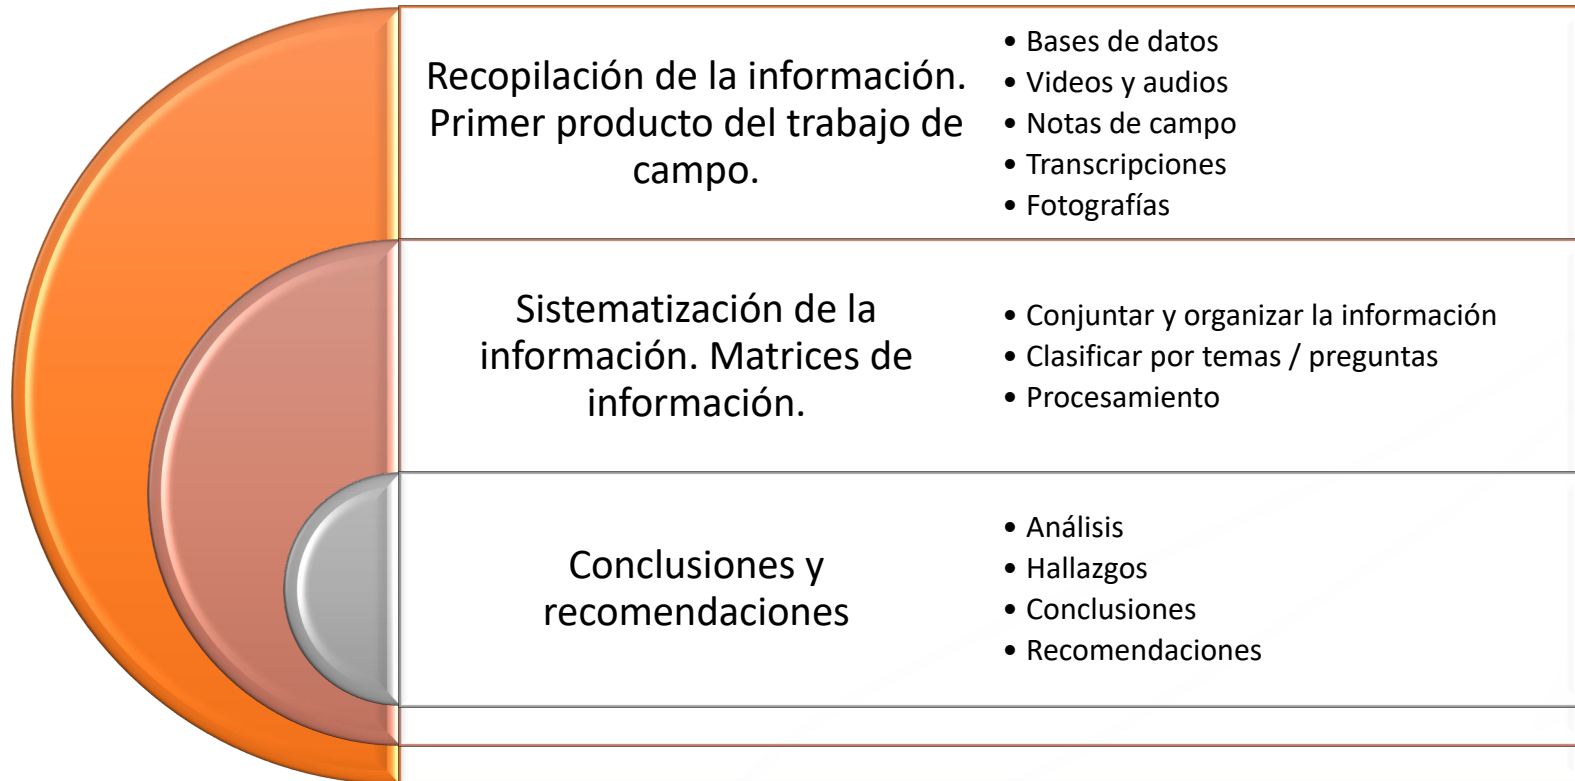 Recopilación de la información.
Primer producto del trabajo de
campo.
• Bases de datos
• Videos y audios
• Notas de campo
• Transcripciones
• Fotografías
Sistematización de la
información. Matrices de
información.
• Conjuntar y organizar la información
• Clasificar por temas / preguntas
• Procesamiento
Conclusiones y
recomendaciones
• Análisis
• Hallazgos
• Conclusiones
• Recomendaciones